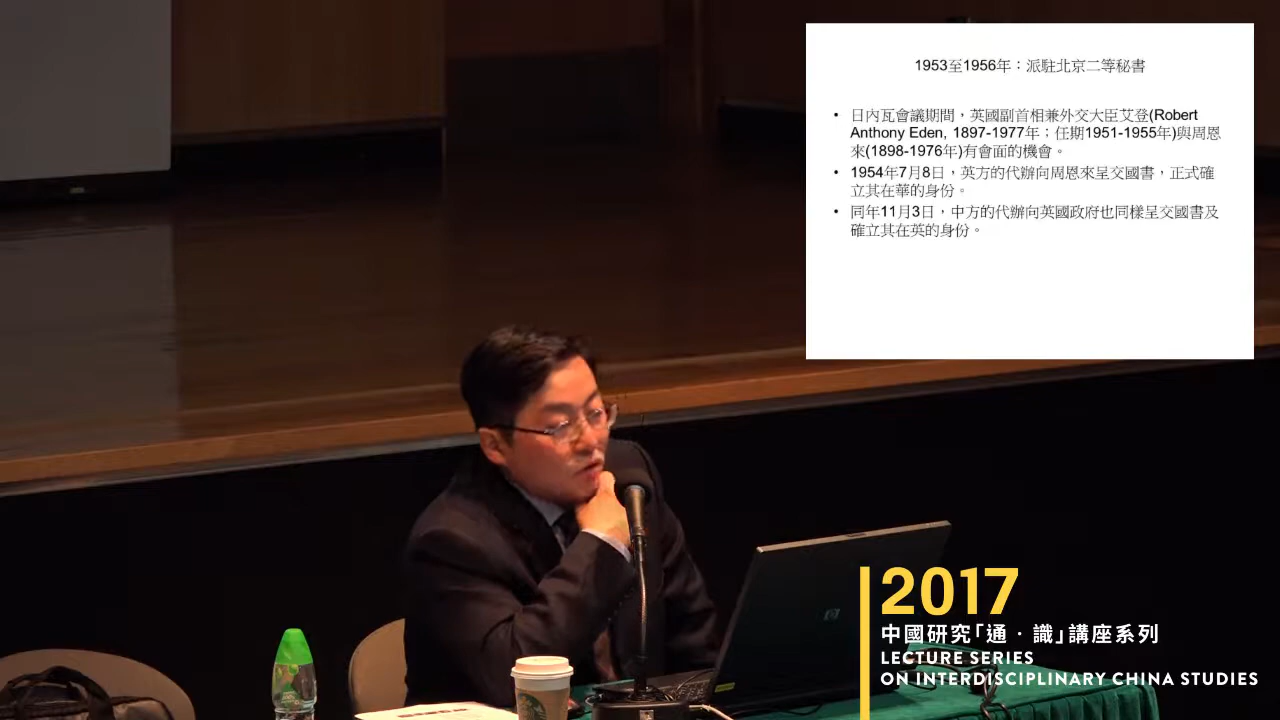 1953至1956年：派駐北京二等秘書
• 日內瓦會議期間，英國副首相兼外交大臣艾登(Robert
Anthony Eden, 1897-1977年；任期1951-1955年)與周恩
來(1898-1976年)有會面的機會。
• 1954年7月8日，英方的代辦向周恩來呈交國書，正式確
立其在華的身份。
• 同年11月3日，中方的代辦向英國政府也同樣呈交國書及
確立其在英的身份。
2017
中國研究「通．識」講座系列
LECTURE SERIES
ON INTERDISCIPLINARY CHINA STUDIES
hp